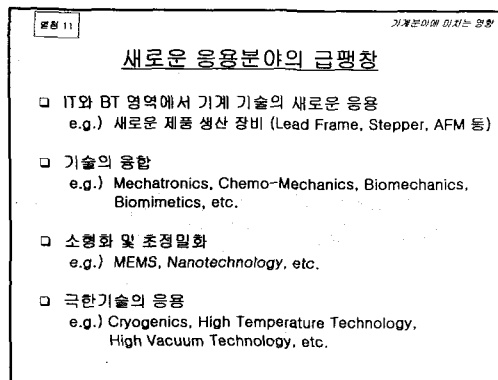 별첨 11
기계분야에 미치는 영향
새로운 응용분야의 급팽창
□ IT와 BT 영역에서 기계 기술의 새로운 응용
e.g.) 새로운 제품 생산 장비 (Lead Frame, Stepper, AFM 등)
□ 기술의 융합
e.g.) Mechatronics, Chemo-Mechanics, Biomechanics,
Biomimetics, etc.
□ 소형화 및 초정밀화
e.g.) MEMS, Nanotechnology, etc.
□ 극한기술의 응용
e.g.) Cryogenics, High Temperature Technology,
High Vacuum Technology, etc.